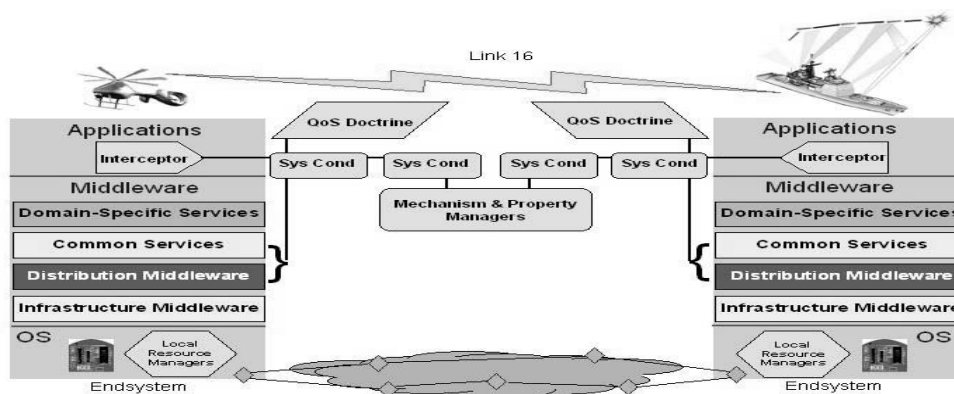 Link 16
QoS Doctrine
QoS Doctrine
Applications
Applications
Interceptor
Sys Cond
Sys Cond
Sys Cond
Sys Cond
Interceptor
Middleware
Middleware
Mechanism & Property
Managers
Domain-Specific Services
Domain-Specific Services
Common Services
Common Services
Distribution Middleware
Distribution Middleware
Infrastructure Middleware
Infrastructure Middleware
OS
OS
Local
Resource
Managers
Local
Resource
Managers
Endsystem
Endsystem